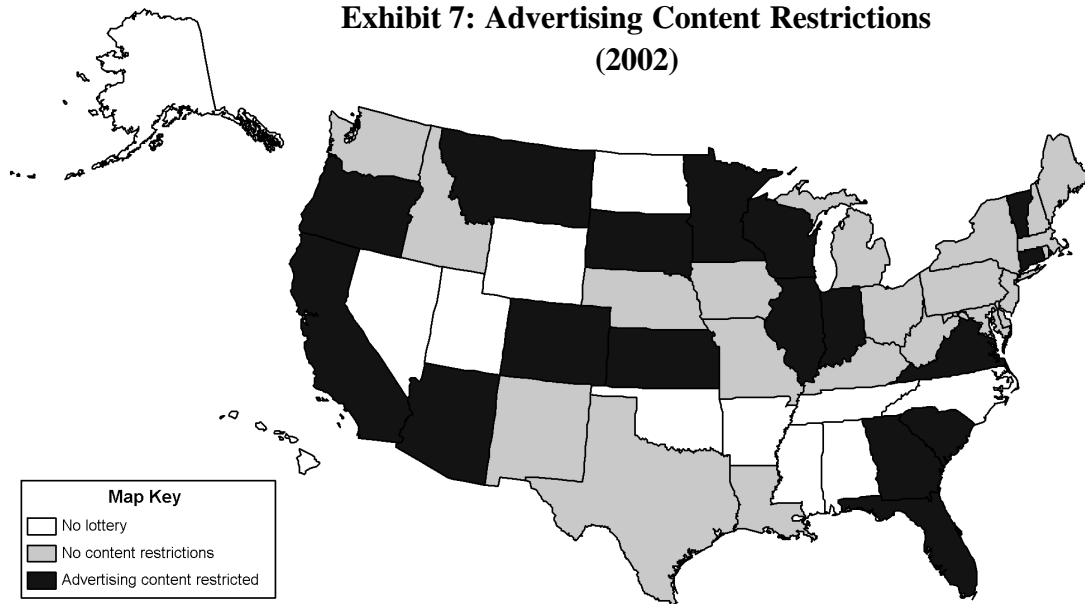 Exhibit 7: Advertising Content Restrictions
(2002)
Map Key
No lottery
No content restrictions
Advertising content restricted